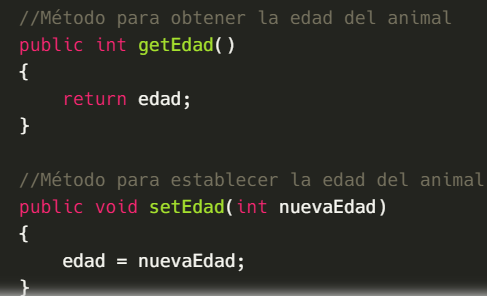 //Método para obtener la edad del animal
public int getEdad()
{
    return edad;
}

//Método para establecer la edad del animal
public void setEdad(int nuevaEdad)
{
    edad = nuevaEdad;
}